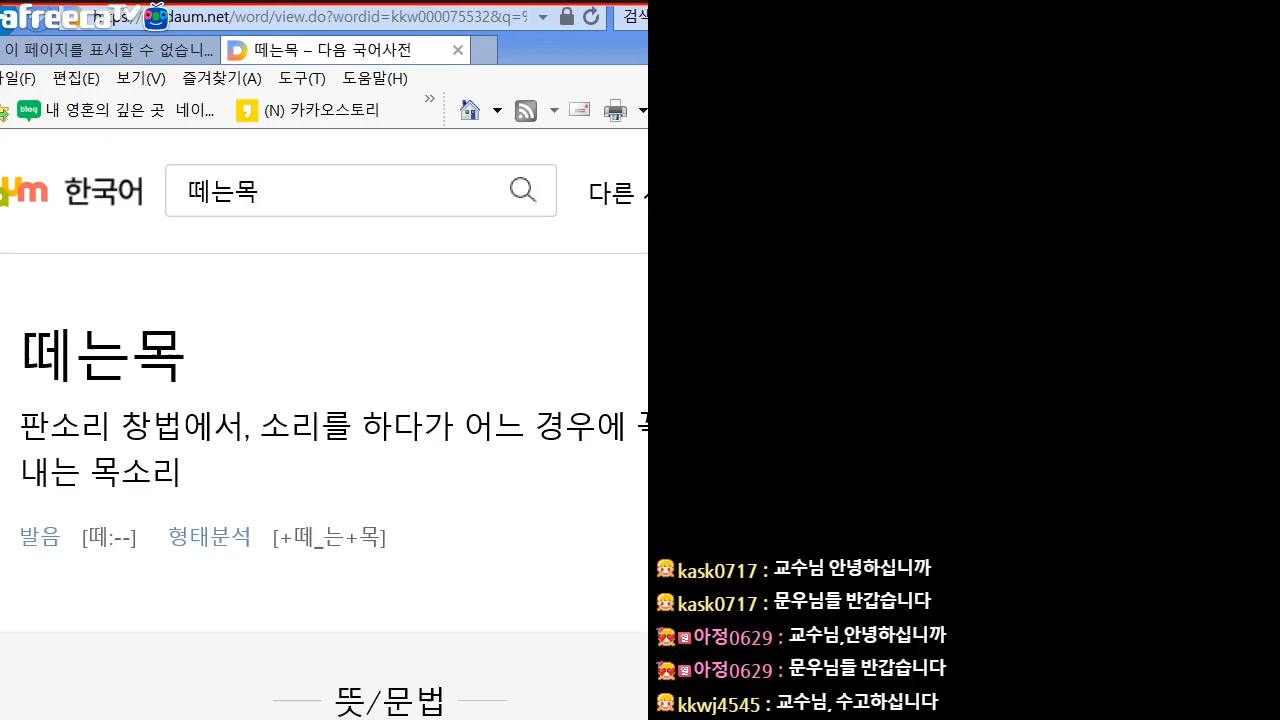 afreecaTV
daum.net/word/view.do?wordid=kkw000075532&q=
검색
이 페이지를 표시할 수 없습니...
떼는목 – 다음 국어사전
일(F) 편집(E) 보기(V) 즐겨찾기(A) 도구(T) 도움말(H)
blog 내 영혼의 깊은 곳 네이... (N) 카카오스토리
um 한국어 떼는목 다른
떼는목
판소리 창법에서, 소리를 하다가 어느 경우에
내는 목소리
발음 [떼:--] 형태분석 [+떼_는+목]
뜻/문법
kask0717 : 교수님 안녕하십니까
kask0717 : 문우님들 반갑습니다
아정0629 : 교수님,안녕하십니까
아정0629 : 문우님들 반갑습니다
kkwj4545 : 교수님, 수고하십니다